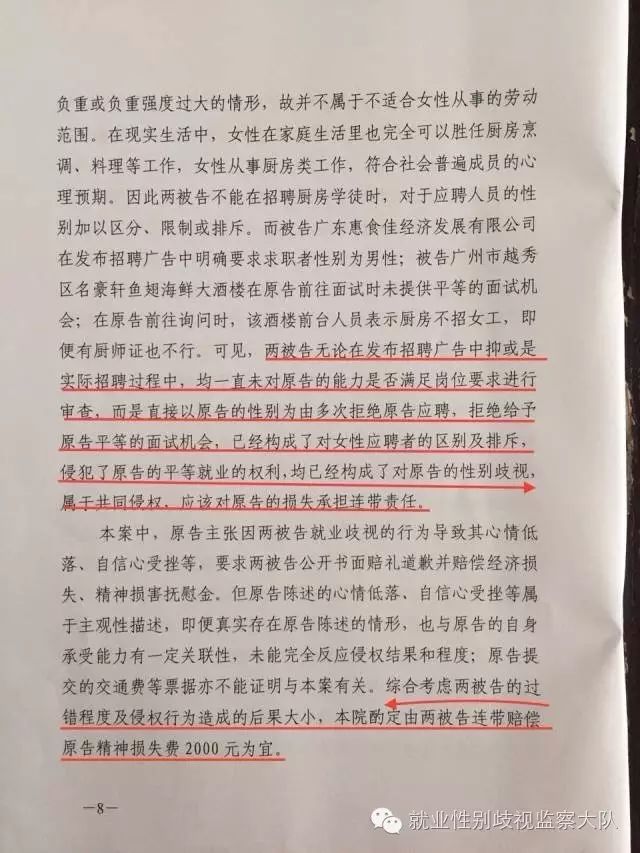 负重或负重强度过大的情形，故并不属于不适合女性从事的劳动
范围。在现实生活中，女性在家庭生活里也完全可以胜任厨房烹
调、料理等工作，女性从事厨房类工作，符合社会普遍成员的心
理预期。因此两被告不能在招聘厨房学徒时，对于应聘人员的性
别加以区分、限制或排斥。而被告广东惠食佳经济发展有限公司
在发布招聘广告中明确要求求职者性别为男性；被告广州市越秀
区名豪轩鱼翅海鲜大酒楼在原告前往面试时未提供平等的面试机
会；在原告前往询问时，该酒楼前台人员表示厨房不招女工，即
便有厨师证也不行。可见，两被告无论在发布招聘广告中抑或是
实际招聘过程中，均一直未对原告的能力是否满足岗位要求进行
审查，而是直接以原告的性别为由多次拒绝原告应聘，拒绝给予
原告平等的面试机会，已经构成了对女性应聘者的区别及排斥，
侵犯了原告的平等就业的权利，均已经构成了对原告的性别歧视，
属于共同侵权，应该对原告的损失承担连带责任。
本案中，原告主张因两被告就业歧视的行为导致其心情低
落、自信心受挫等，要求两被告公开书面赔礼道歉并赔偿经济损
失、精神损害抚慰金。但原告陈述的心情低落、自信心受挫等属
于主观性描述，即便真实存在原告陈述的情形，也与原告的自身
承受能力有一定关联性，未能完全反应侵权结果和程度；原告提
交的交通费等票据亦不能证明与本案有关。综合考虑两被告的过
错程度及侵权行为造成的后果大小，本院酌定由两被告连带赔偿
原告精神损失费2000元为宜。
—8—
就业性别歧视监察大队